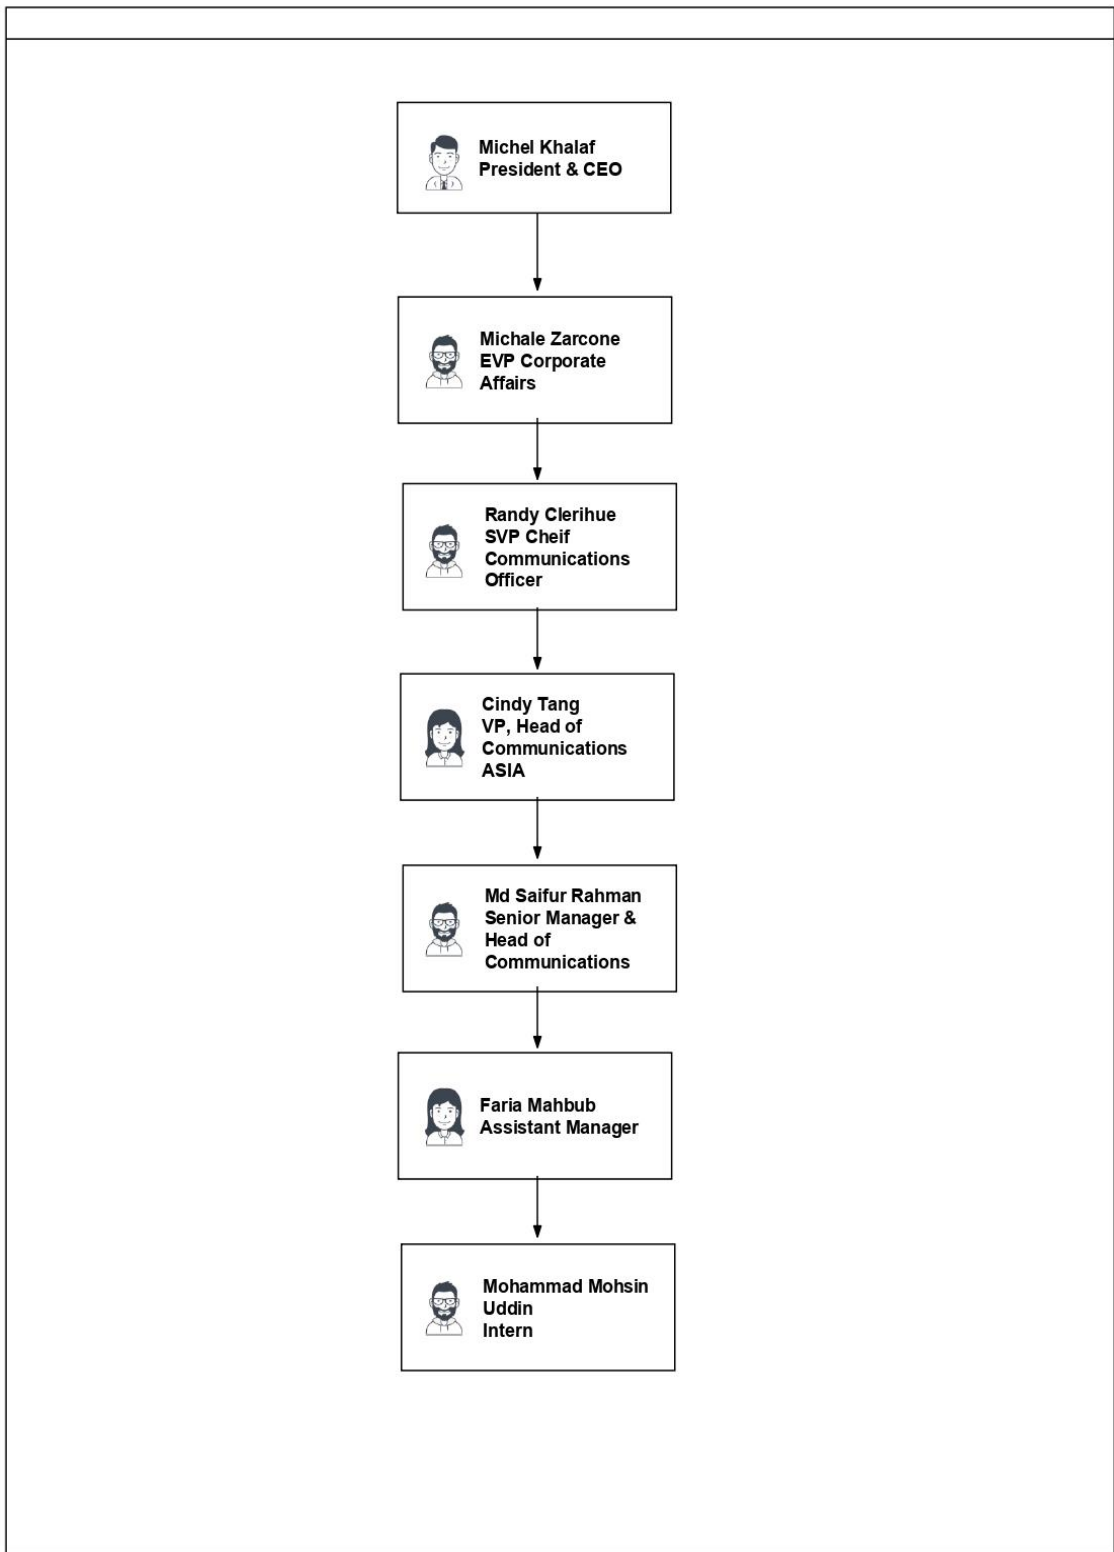 Michel Khalaf
President & CEO
Michale Zarcone
EVP Corporate
Affairs
Randy Clerihue
SVP Cheif
Communications
Officer
Cindy Tang
VP, Head of
Communications
ASIA
Md Saifur Rahman
Senior Manager &
Head of
Communications
Faria Mahbub
Assistant Manager
Mohammad Mohsin
Uddin
Intern